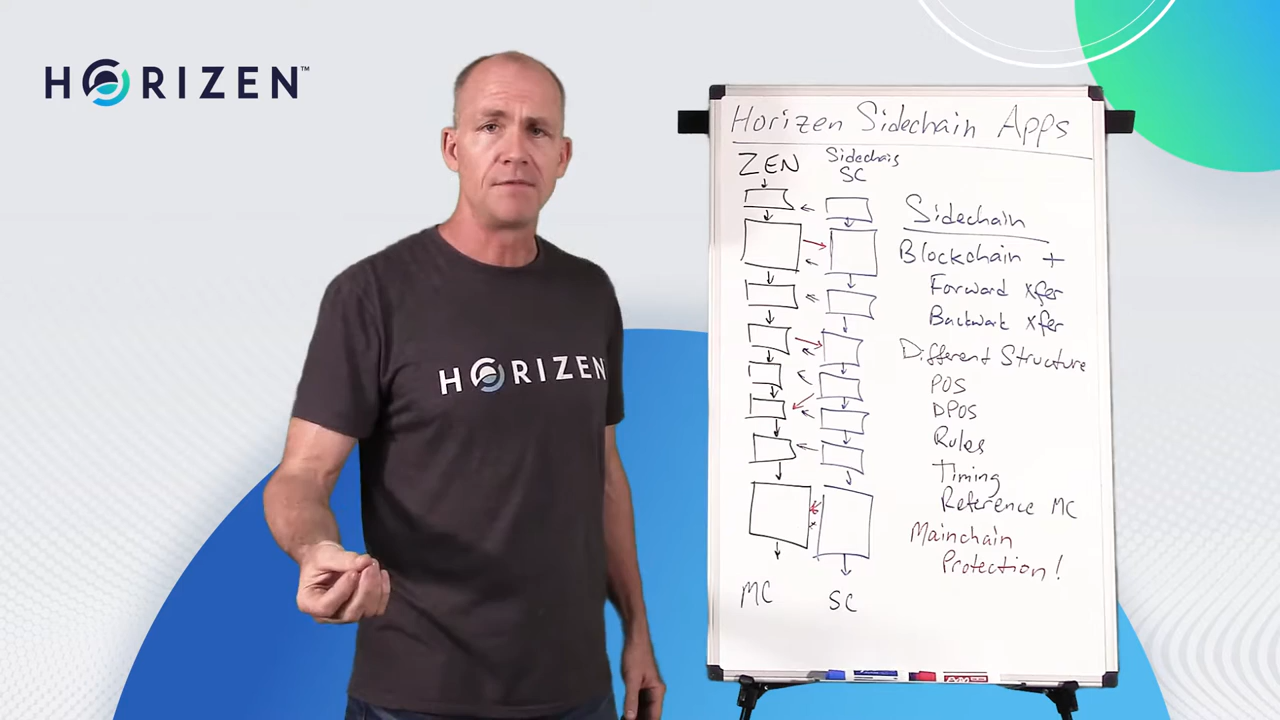 HORIZEN™
HORIZEN
Horizen Sidechain Apps
ZEN
Sidechain
SC
Sidechain
Blockchain +
Forward xfer
Backwark xfer
Different Structure
POS
DPOS
Rules
Timing
Reference MC
Mainchain
Protection!
MC
SC